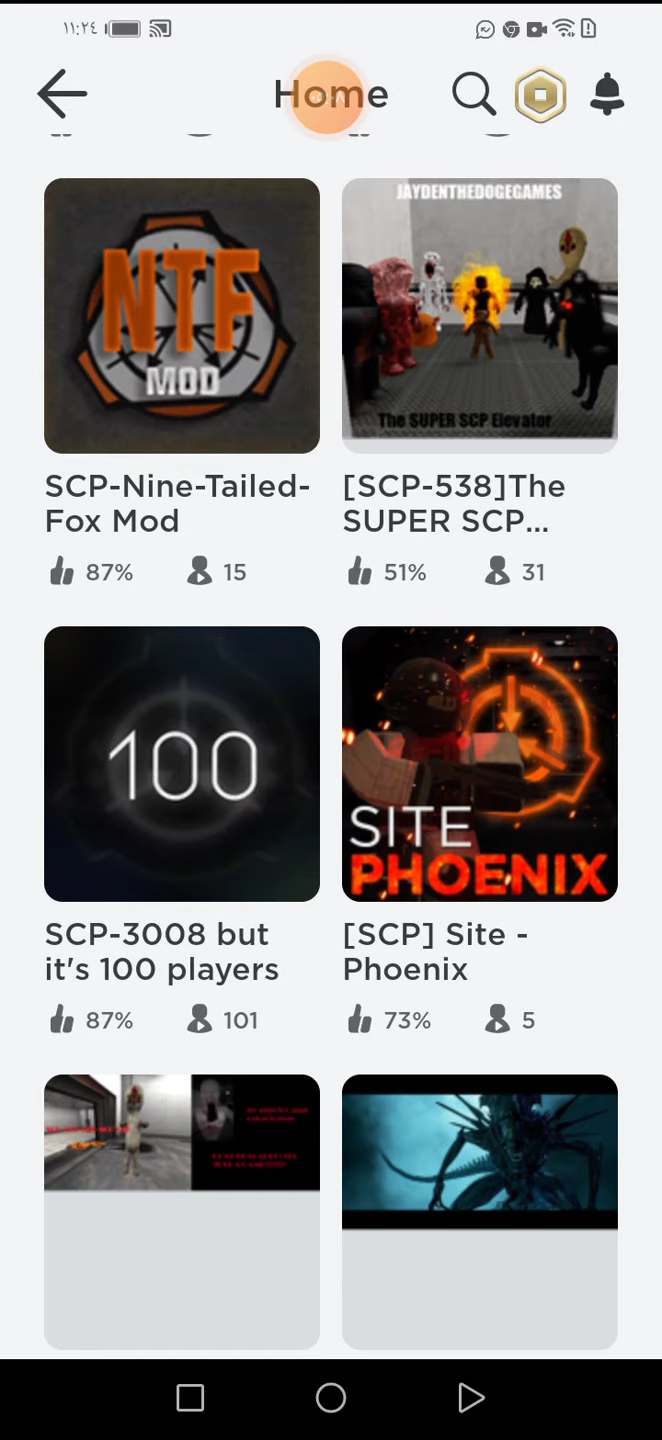 ١١:٢٤
Home
NTF
MOD
JAYDENTHEDOGEGAMES
The SUPER SCP Elevator
SCP-Nine-Tailed-
Fox Mod
[SCP-538]The
SUPER SCP...
87%
15
51%
31
100
SITE
PHOENIX
SCP-3008 but
it's 100 players
[SCP] Site -
Phoenix
87%
101
73%
5